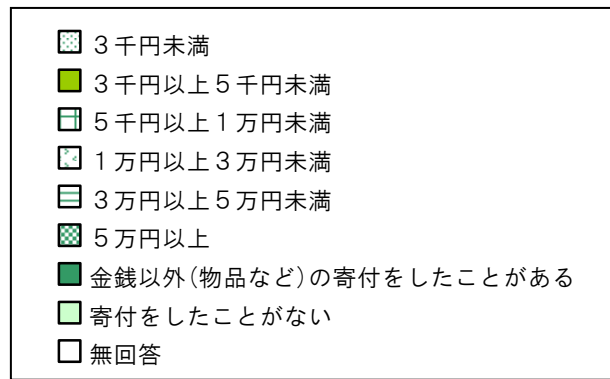 ３千円未満
３千円以上５千円未満
５千円以上１万円未満
１万円以上３万円未満
３万円以上５万円未満
５万円以上
金銭以外(物品など)の寄付をしたことがある
寄付をしたことがない
無回答